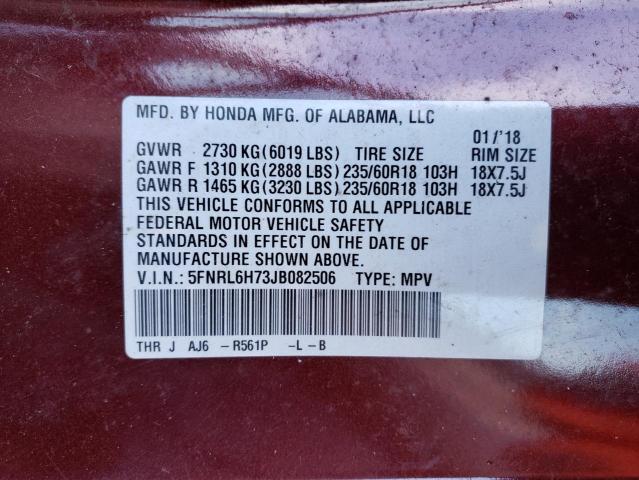 MFD. BY HONDA MFG. OF ALABAMA, LLC
01/'18
GVWR 2730 KG(6019 LBS) TIRE SIZE RIM SIZE
GAWR F 1310 KG(2888 LBS) 235/60R18 103H 18X7.5J
GAWR R 1465 KG(3230 LBS) 235/60R18 103H 18X7.5J
THIS VEHICLE CONFORMS TO ALL APPLICABLE
FEDERAL MOTOR VEHICLE SAFETY
STANDARDS IN EFFECT ON THE DATE OF
MANUFACTURE SHOWN ABOVE.
V.I.N.: 5FNRL6H73JB082506 TYPE: MPV
THR J AJ6 -R561P -L-B